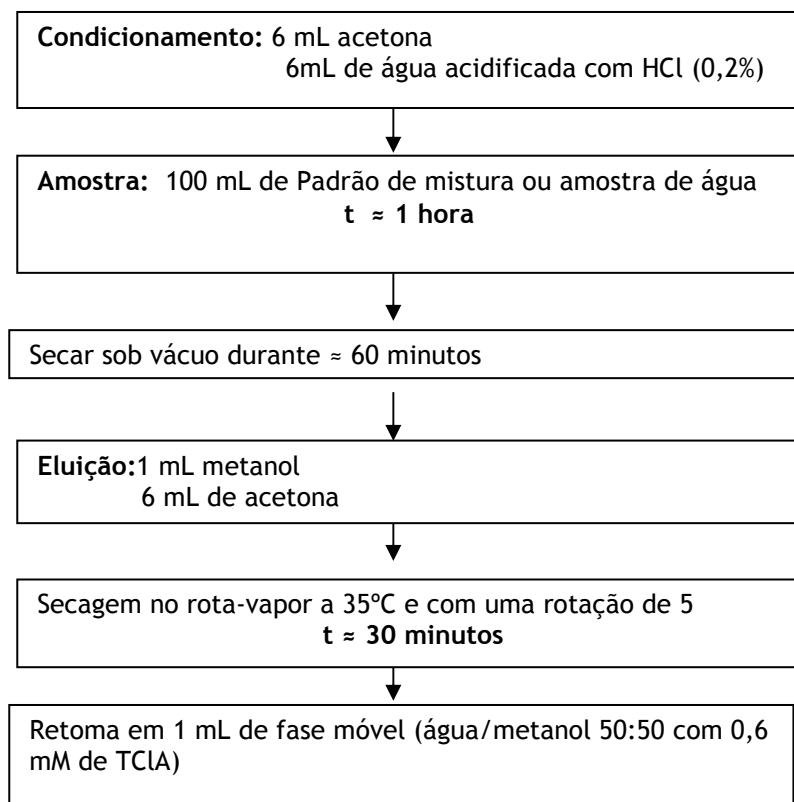 Condicionamento: 6 mL acetona
6mL de água acidificada com HCl (0,2%)
Amostra: 100 mL de Padrão de mistura ou amostra de água
t ≈ 1 hora
Secar sob vácuo durante ≈ 60 minutos
Eluição:1 mL metanol
6 mL de acetona
Secagem no rota-vapor a 35ºC e com uma rotação de 5
t ≈ 30 minutos
Retoma em 1 mL de fase móvel (água/metanol 50:50 com 0,6
mM de TClA)